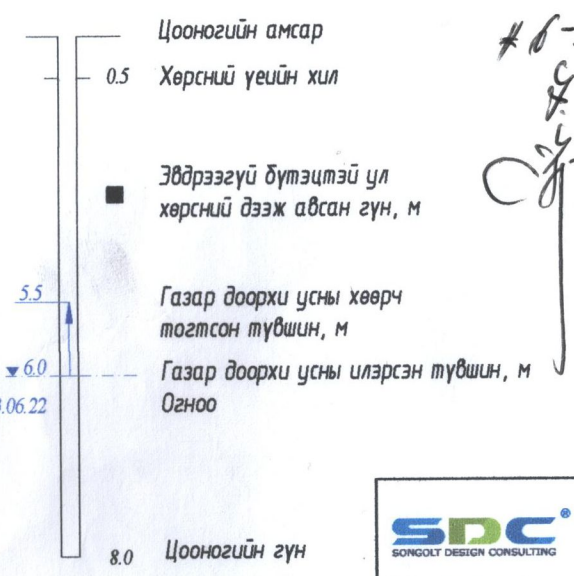 Цооногийн амсар
0.5 Хөрсний үеийн хил
Эвдрээгүй бүтэцтэй ул
хөрсний дээж авсан гүн, м
5.5
Газар доорхи усны хөөрч
тогтсон түвшин, м
6.0 Газар доорхи усны илэрсэн түвшин, м
.06.22 Огноо
8.0 Цооногийн гүн
SDC®
SONGOLT DESIGN CONSULTING